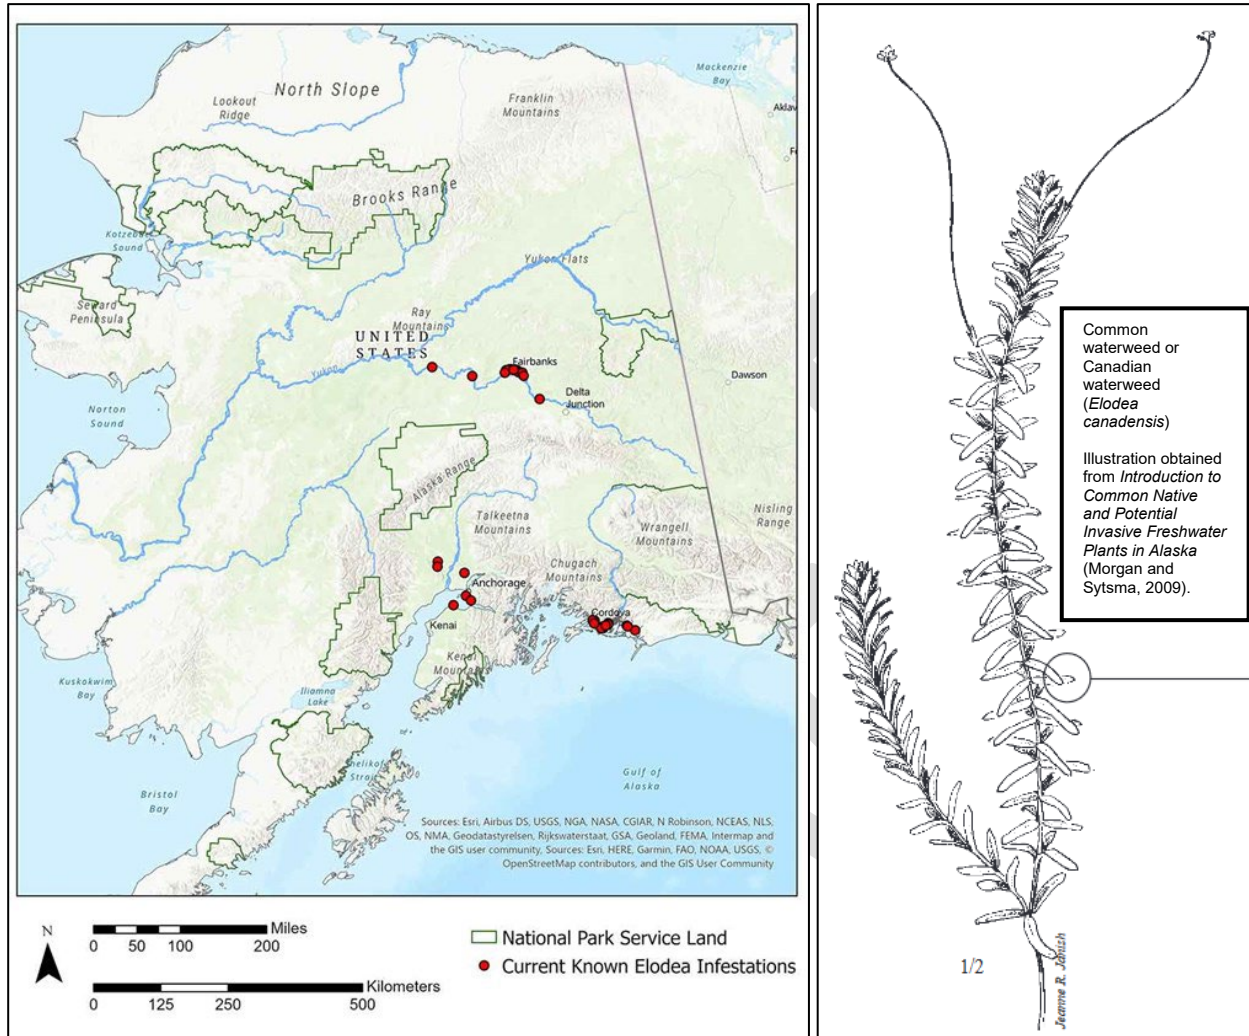 Mackenzie
Bay
North Slope
Lookout
Ridge
Franklin
Mountains
Aklav
Brooks Range
Kotzebu
Sound
Yukon Flats
Seward
Peninsula
Ray
Mountain
UNITED
STATES
Fairbanks
Yukon
Dawson
Delta
Junction
Norton
Sound
Alaska Range
Talkeetna
Mountains
Wrangell
Mountains
Nisling
Range
Chugach
Mountains
Anchorage
Cordova
Kenai
Kenai
Mountains
Kuskokwim
Bay
Iliamna
Lake
helikof
Strait
Gulf of
Alaska
Bristol
Bay
Sources: Esri, Airbus DS, USGS, NGA, NASA, CGIAR, N Robinson, NCEAS, NLS,
OS, NMA, Geodatastyrelsen, Rijkswaterstaat, GSA, Geoland, FEMA, Intermap and
the GIS user community, Sources: Esri, HERE, Garmin, FAO, NOAA, USGS, ©
OpenStreetMap contributors, and the GIS User Community
N
Miles
0 50 100 200
Kilometers
0 125 250 500
National Park Service Land
Current Known Elodea Infestations
Common
waterweed or
Canadian
waterweed
(Elodea
canadensis)
Illustration obtained
from Introduction to
Common Native
and Potential
Invasive Freshwater
Plants in Alaska
(Morgan and
Sytsma, 2009).
1/2
Jeanne R. Janish